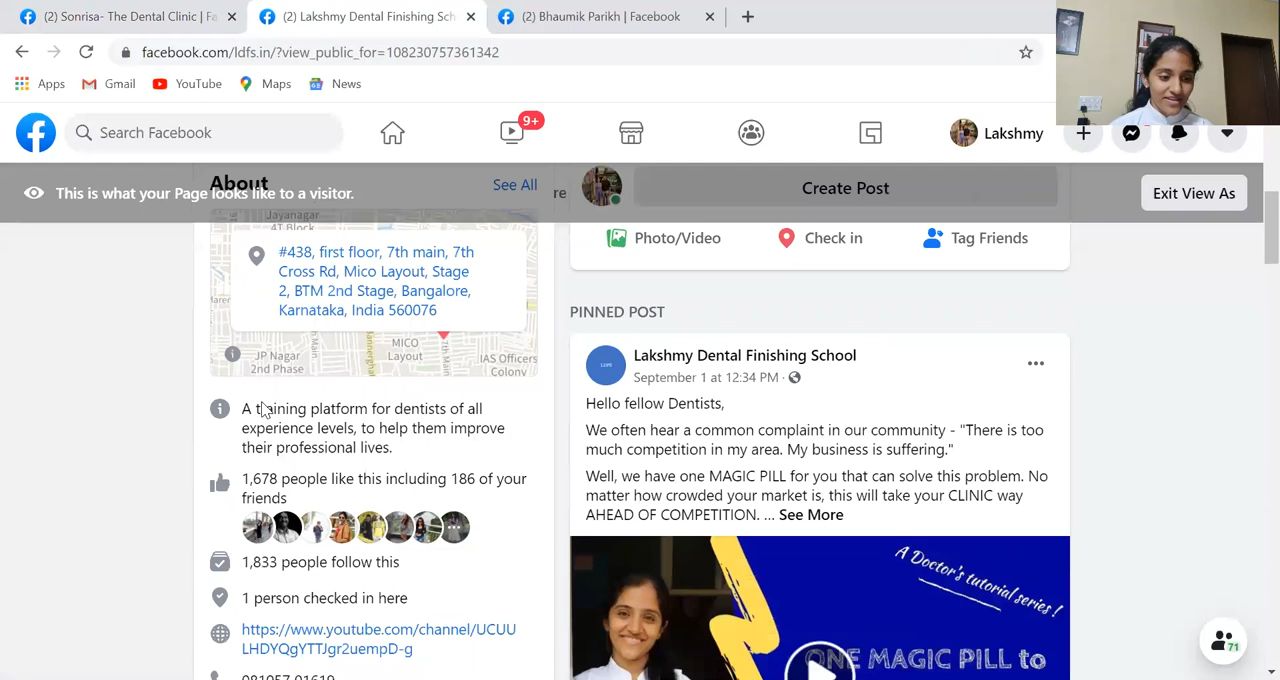 (2) Sonrisa- The Dental Clinic | Fa
(2) Lakshmy Dental Finishing Sch
(2) Bhaumik Parikh | Facebook
facebook.com/ldfs.in/?view_public_for=108230757361342
Apps
Gmail
YouTube
Maps
News
Search Facebook
9+
Lakshmy
This is what your Page looks like to a visitor.
Exit View As
About
See All
re
Create Post
Jayanagar
4T Block
#438, first floor, 7th main, 7th
Cross Rd, Mico Layout, Stage
2, BTM 2nd Stage, Bangalore,
Karnataka, India 560076
JP Nagar
2nd Phase
MICO
Layout
IAS Officers
Colony
A training platform for dentists of all
experience levels, to help them improve
their professional lives.
1,678 people like this including 186 of your
friends
1,833 people follow this
1 person checked in here
https://www.youtube.com/channel/UCUU
LHDYQgYTTJgr2uempD-g
081057 01619
Photo/Video
Check in
Tag Friends
PINNED POST
Lakshmy Dental Finishing School
September 1 at 12:34 PM ·
Hello fellow Dentists,
We often hear a common complaint in our community - "There is too
much competition in my area. My business is suffering."
Well, we have one MAGIC PILL for you that can solve this problem. No
matter how crowded your market is, this will take your CLINIC way
AHEAD OF COMPETITION. ... See More
A Doctor's tutorial series!
ONE MAGIC PILL to
71